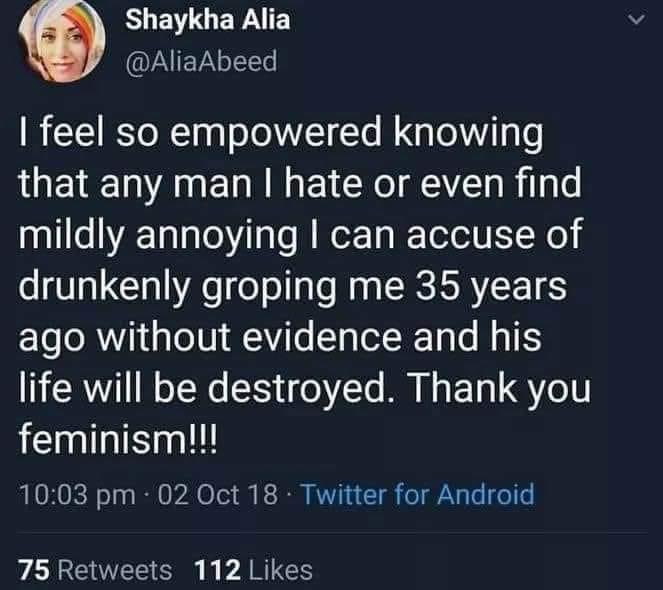 Shaykha Alia
@AliaAbeed
I feel so empowered knowing
that any man I hate or even find
mildly annoying I can accuse of
drunkenly groping me 35 years
ago without evidence and his
life will be destroyed. Thank you
feminism!!!
10:03 pm · 02 Oct 18 · Twitter for Android
75 Retweets 112 Likes